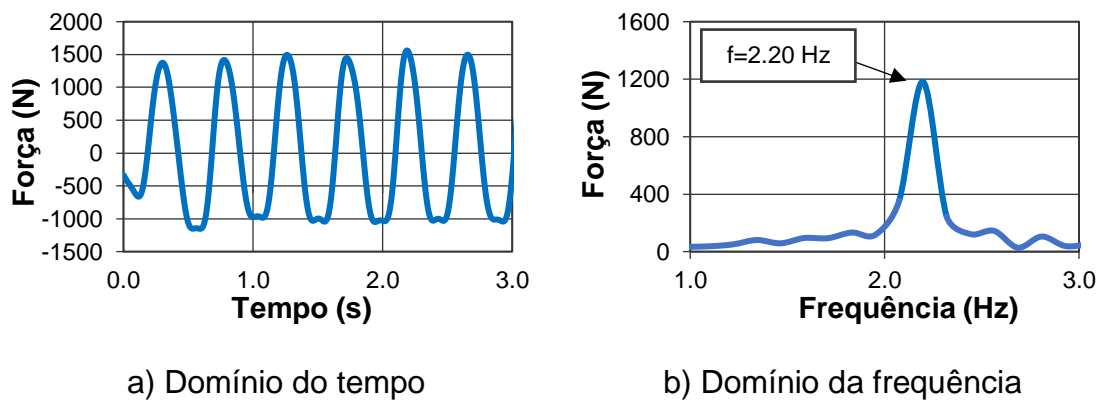 2000
1500
1000
500
0
-500
-1000
-1500
Força (N)
0.0 1.0 2.0 3.0
Tempo (s)
1600
1200
800
400
0
Força (N)
f=2.20 Hz
1.0 2.0 3.0
Frequência (Hz)
a) Domínio do tempo
b) Domínio da frequência